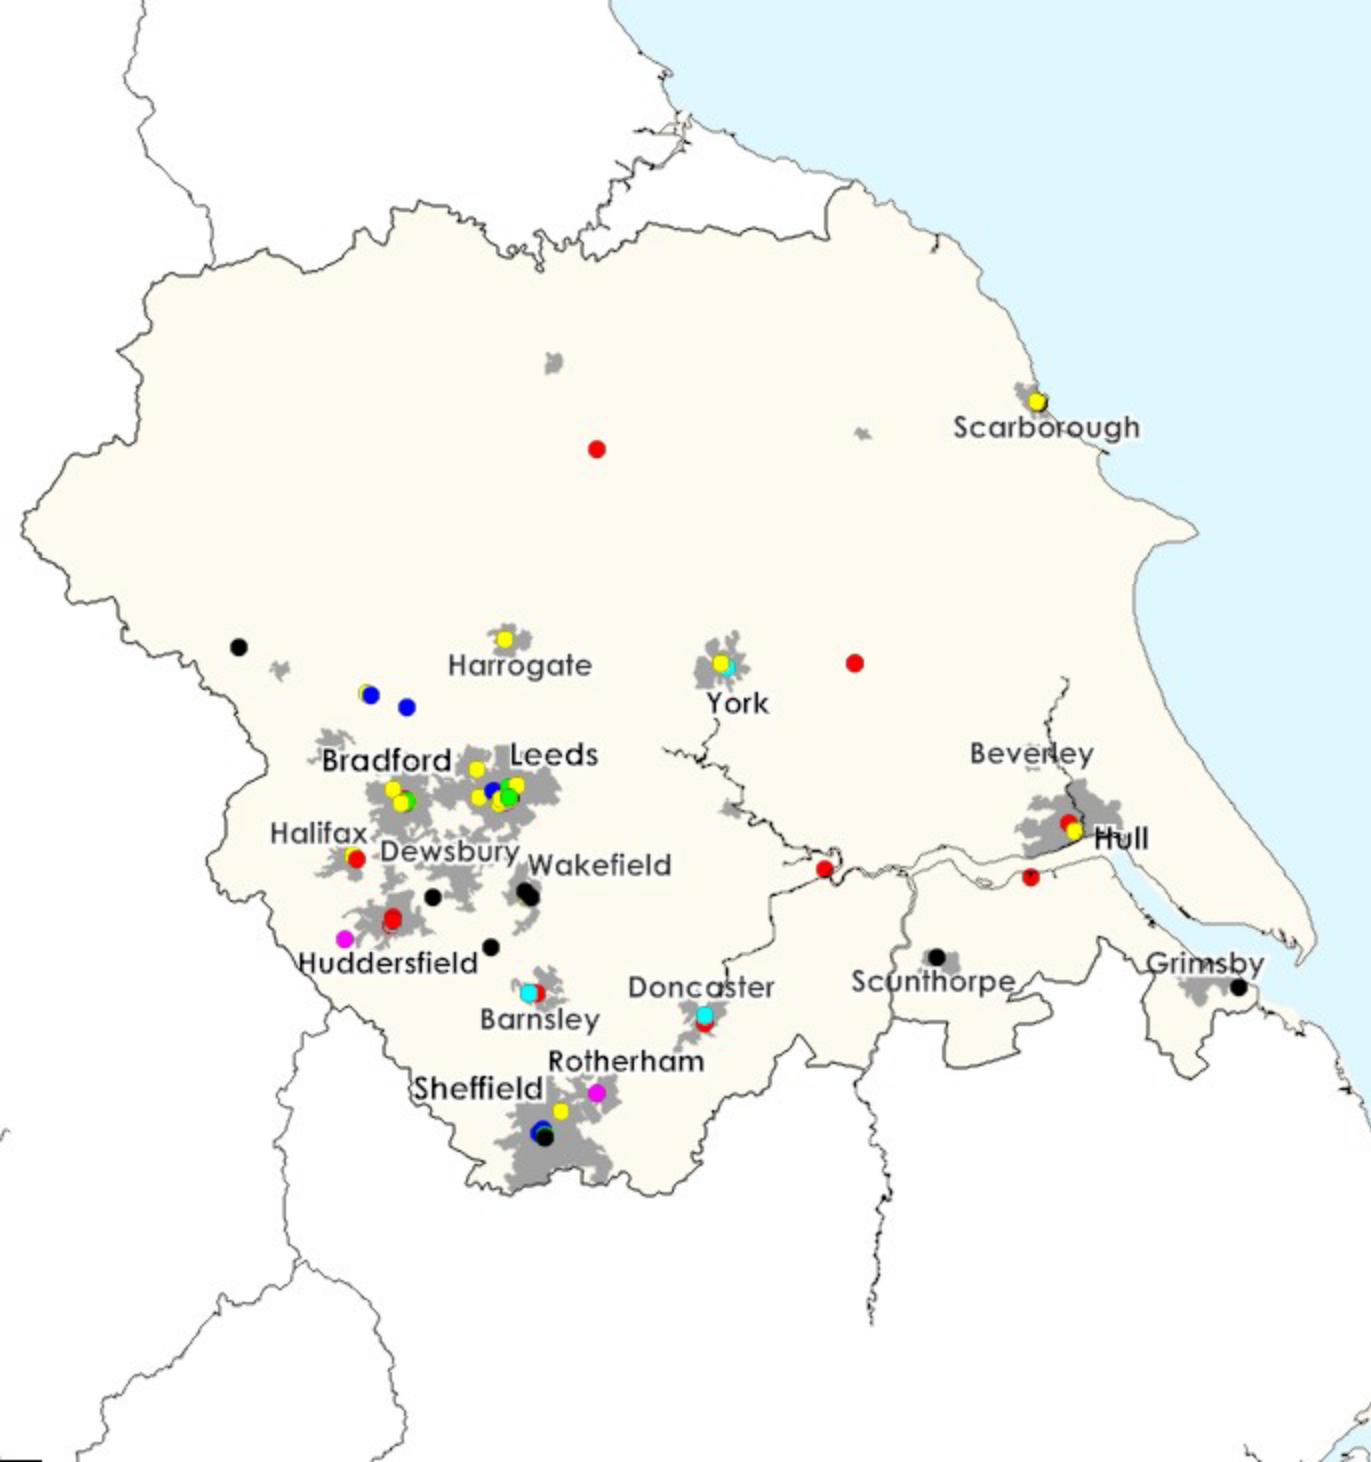 Scarborough
Harrogate
York
Beverley
Bradford
Leeds
Halifax
Dewsbury
Wakefield
Hull
Huddersfield
Scunthorpe
Grimsby
Doncaster
Barnsley
Rotherham
Sheffield